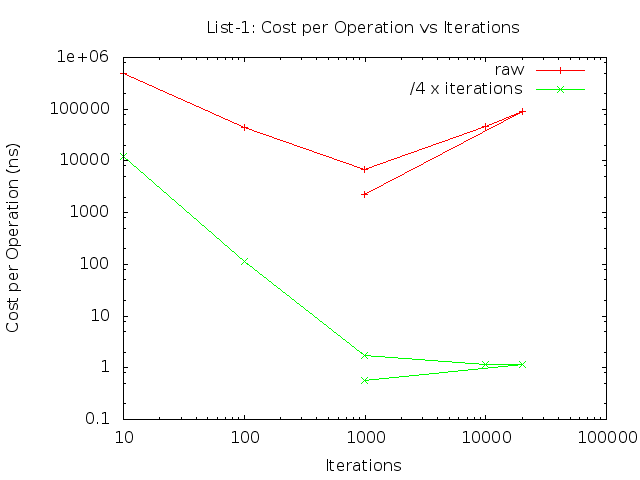 List-1: Cost per Operation vs Iterations
1e+06
100000
10000
1000
100
10
1
0.1
raw
/4 x iterations
Cost per Operation (ns)
10
100
1000
10000
100000
Iterations